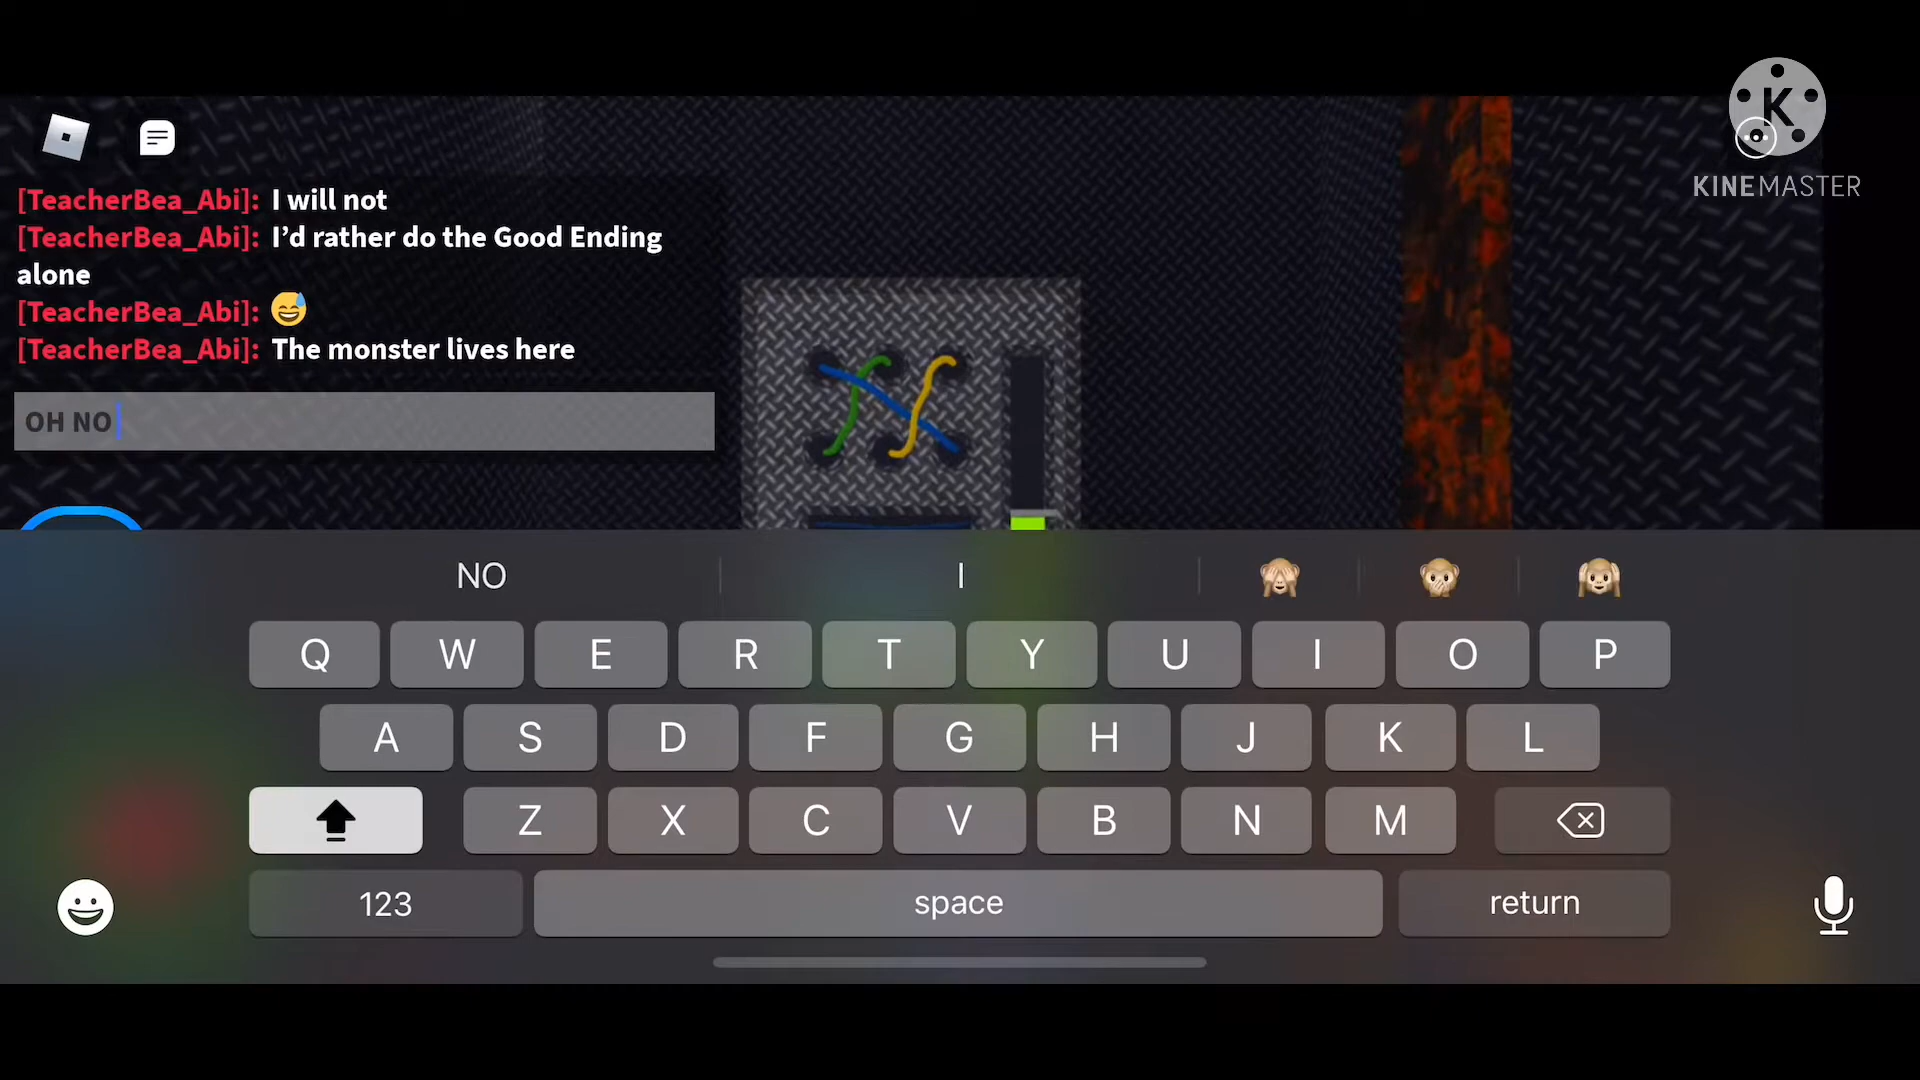 [TeacherBea_Abi]: I will not
[TeacherBea_Abi]: I’d rather do the Good Ending
alone
[TeacherBea_Abi]: 😅
[TeacherBea_Abi]: The monster lives here
OH NO
KINEMASTER
NO I 🙈 🙊 🙉
Q W E R T Y U I O P
A S D F G H J K L
Z X C V B N M
123 space return